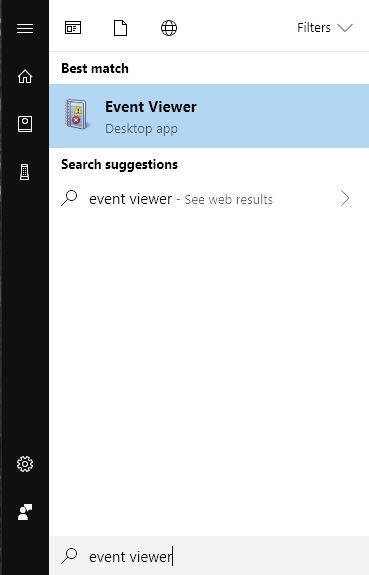 Filters
Best match
Event Viewer
Desktop app
Search suggestions
event viewer - See web results
event viewer